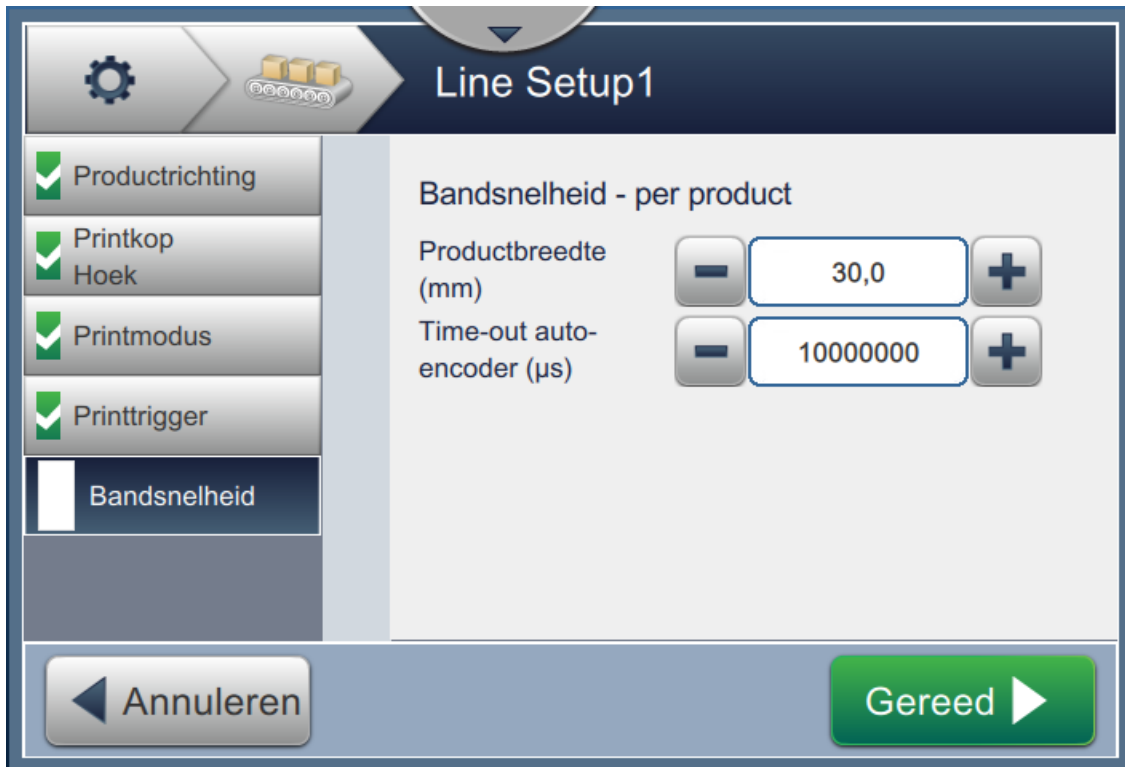 Line Setup1
Productrichting
Printkop
Hoek
Printmodus
Printtrigger
Bandsnelheid
Bandsnelheid - per product
Productbreedte
(mm)
30,0
Time-out auto-
encoder (µs)
10000000
Annuleren
Gereed